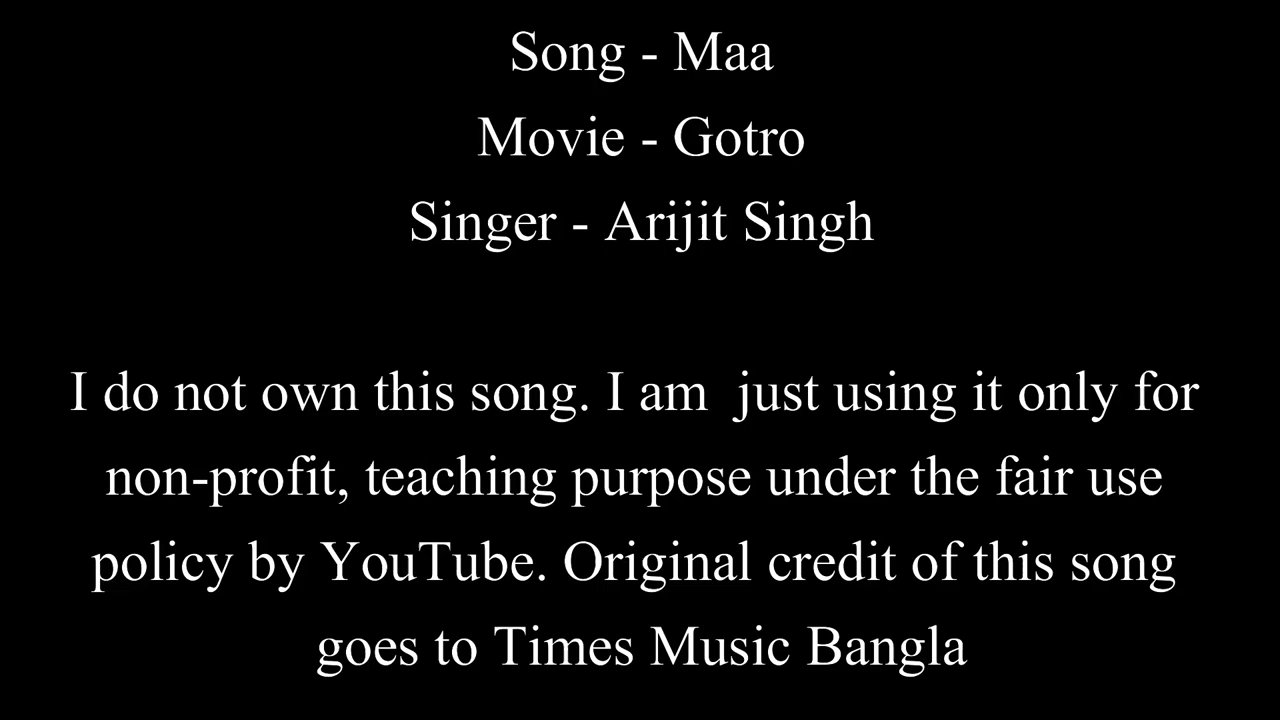 Song - Maa
Movie - Gotro
Singer - Arijit Singh
I do not own this song. I am  just using it only for
non-profit, teaching purpose under the fair use
policy by YouTube. Original credit of this song
goes to Times Music Bangla